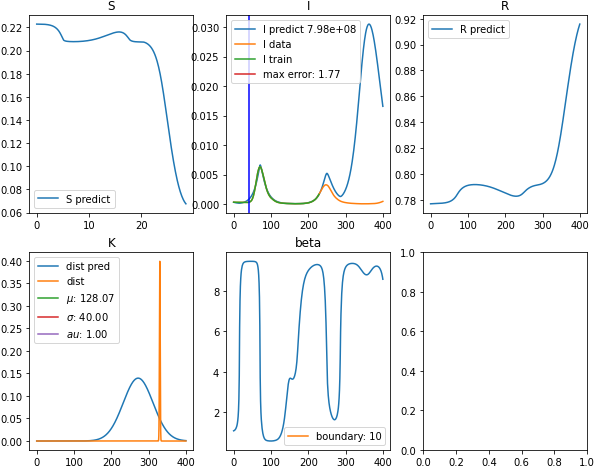 S
0.22
0.20
0.18
0.16
0.14
0.12
0.10
0.08
0.06
0 10 20
S predict
I
0.030
0.025
0.020
0.015
0.010
0.005
0.000
0 100 200 300 400
I predict 7.98e+08
I data
I train
max error: 1.77
R
0.92
0.90
0.88
0.86
0.84
0.82
0.80
0.78
0 100 200 300 400
R predict
K
0.40
0.35
0.30
0.25
0.20
0.15
0.10
0.05
0.00
0 100 200 300 400
dist pred
dist
μ: 128.07
σ: 40.00
au: 1.00
beta
8
6
4
2
0 100 200 300 400
boundary: 10
1.0
0.8
0.6
0.4
0.2
0.0
0.0 0.2 0.4 0.6 0.8 1.0